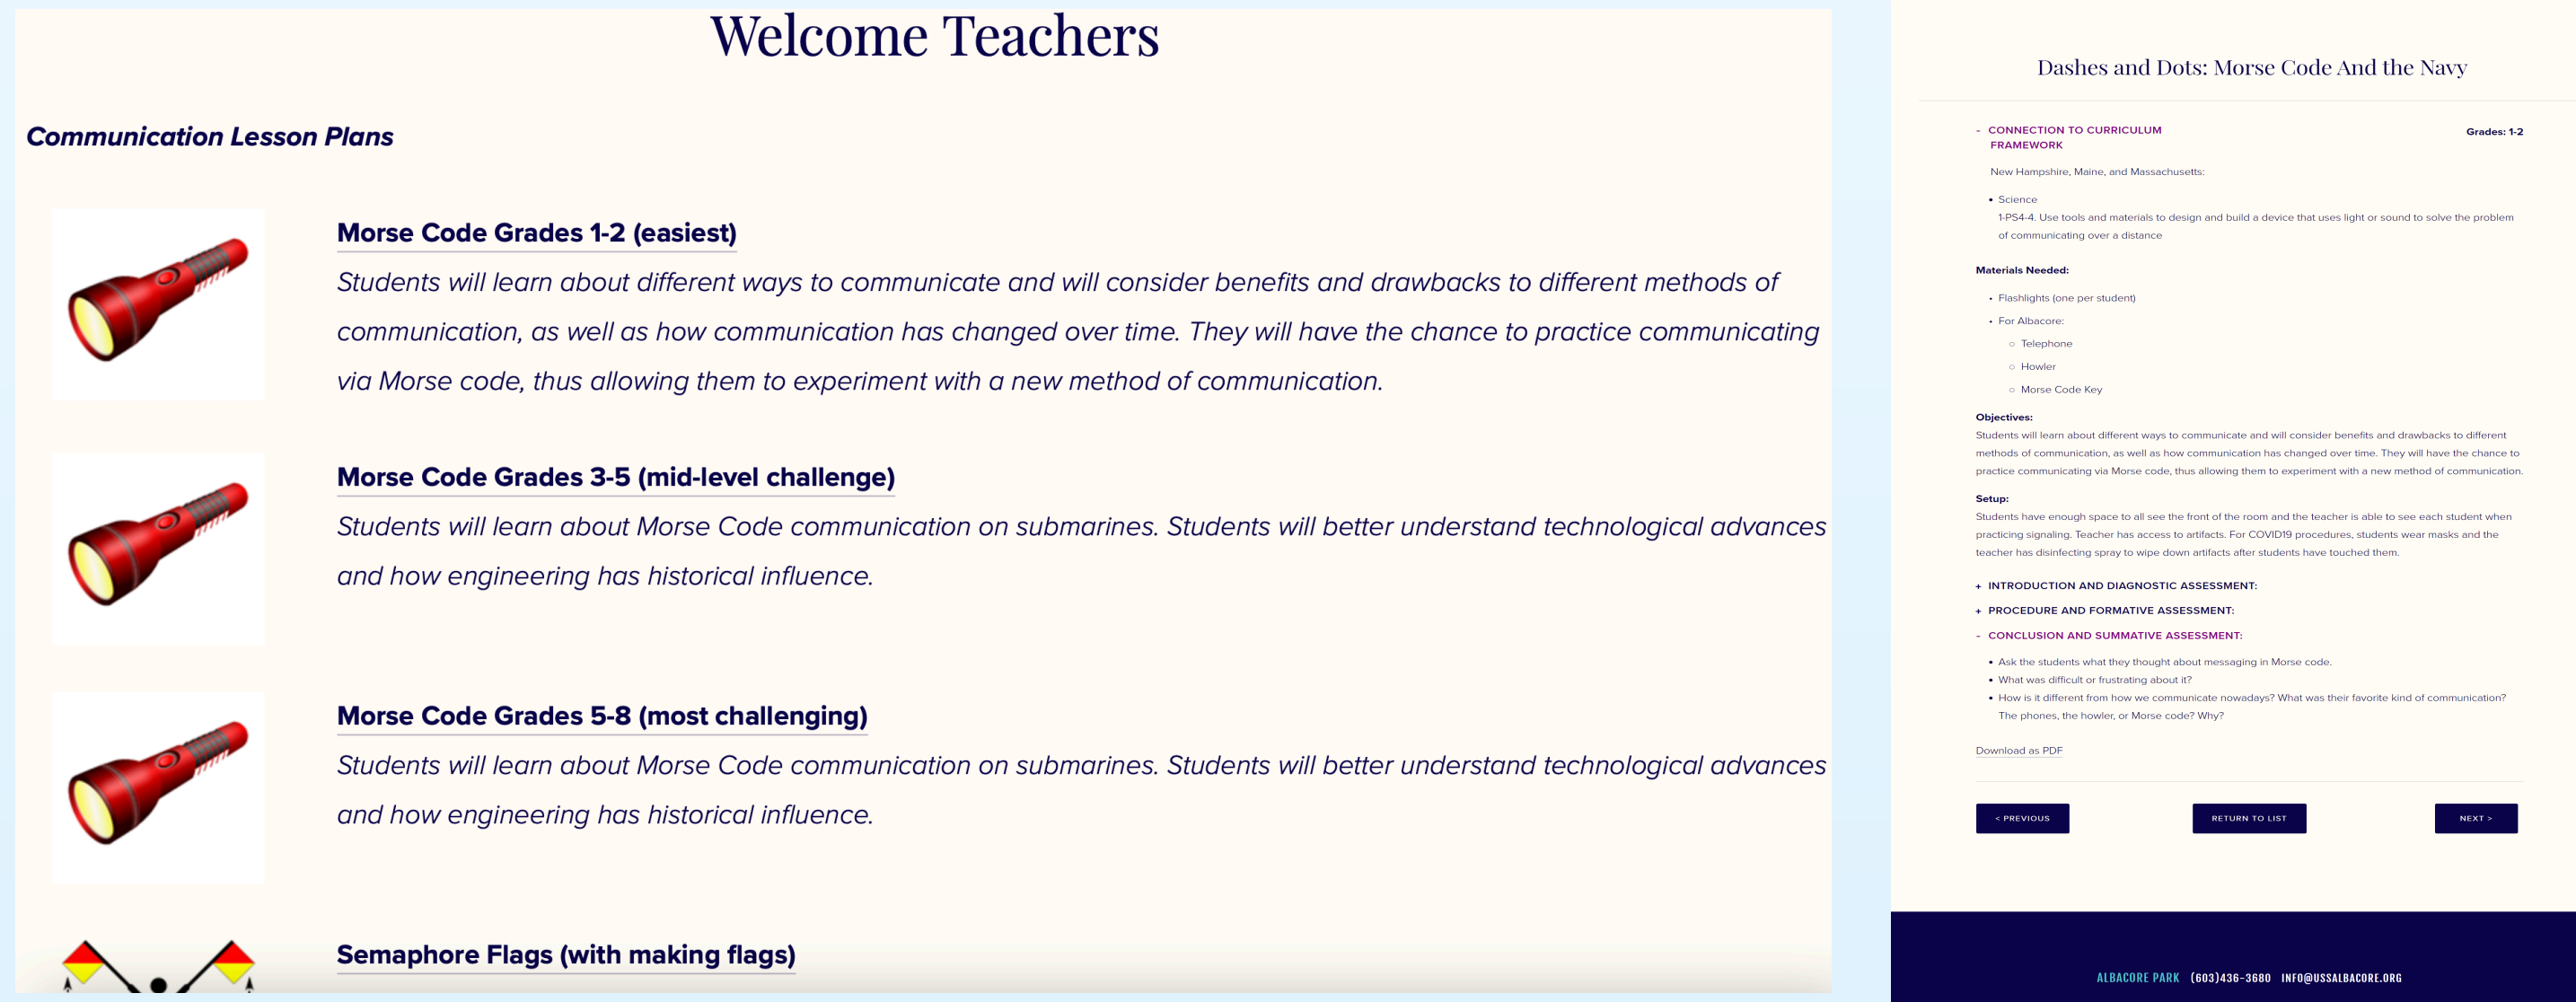 Welcome Teachers
Communication Lesson Plans
Morse Code Grades 1-2 (easiest)
Students will learn about different ways to communicate and will consider benefits and drawbacks to different methods of
communication, as well as how communication has changed over time. They will have the chance to practice communicating
via Morse code, thus allowing them to experiment with a new method of communication.
Morse Code Grades 3-5 (mid-level challenge)
Students will learn about Morse Code communication on submarines. Students will better understand technological advances
and how engineering has historical influence.
Morse Code Grades 5-8 (most challenging)
Students will learn about Morse Code communication on submarines. Students will better understand technological advances
and how engineering has historical influence.
Semaphore Flags (with making flags)
Dashes and Dots: Morse Code And the Navy
- CONNECTION TO CURRICULUM
FRAMEWORK
Grades: 1-2
New Hampshire, Maine, and Massachusetts:
• Science
1-PS4-4. Use tools and materials to design and build a device that uses light or sound to solve the problem
of communicating over a distance
Materials Needed:
• Flashlights (one per student)
• For Albacore:
○ Telephone
○ Howler
○ Morse Code Key
Objectives:
Students will learn about different ways to communicate and will consider benefits and drawbacks to different
methods of communication, as well as how communication has changed over time. They will have the chance to
practice communicating via Morse code, thus allowing them to experiment with a new method of communication.
Setup:
Students have enough space to all see the front of the room and the teacher is able to see each student when
practicing signaling. Teacher has access to artifacts. For COVID19 procedures, students wear masks and the
teacher has disinfecting spray to wipe down artifacts after students have touched them.
+ INTRODUCTION AND DIAGNOSTIC ASSESSMENT:
+ PROCEDURE AND FORMATIVE ASSESSMENT:
- CONCLUSION AND SUMMATIVE ASSESSMENT:
• Ask the students what they thought about messaging in Morse code.
• What was difficult or frustrating about it?
• How is it different from how we communicate nowadays? What was their favorite kind of communication?
The phones, the howler, or Morse code? Why?
Download as PDF
< PREVIOUS
RETURN TO LIST
NEXT >
ALBACORE PARK (603)436-3680 INFO@USSALBACORE.ORG